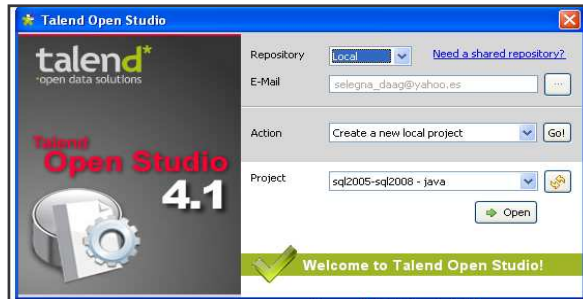 Talend Open Studio
talend*
open data solutions
Talend
Open Studio
4.1
Repository Local Need a shared repository?
E-Mail selegna_daag@yahoo.es ...
Action Create a new local project Go!
Project sql2005-sql2008 - java
Open
Welcome to Talend Open Studio!